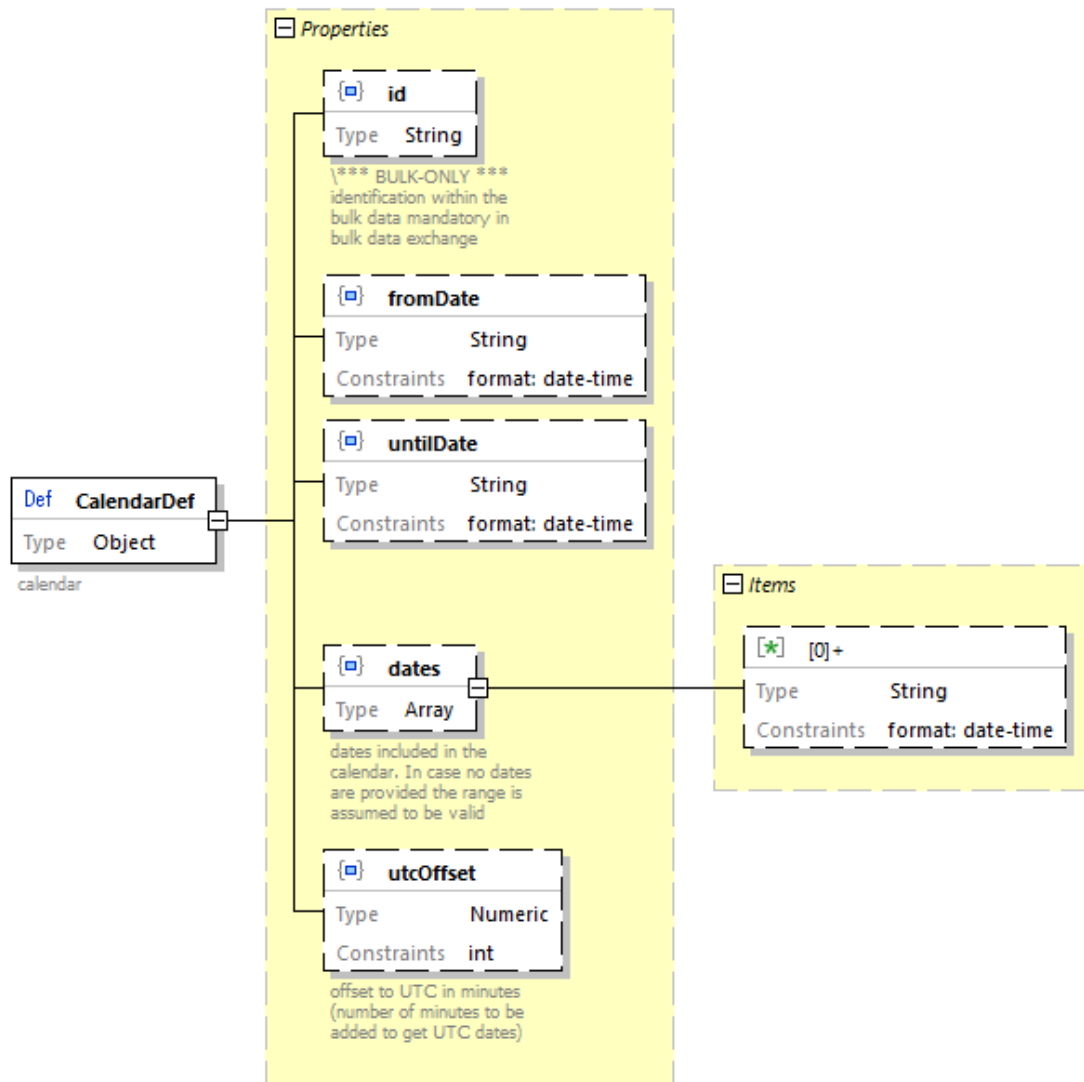 Properties
id
Type String
\*** BULK-ONLY ***
identification within the
bulk data mandatory in
bulk data exchange
fromDate
Type String
Constraints format: date-time
untilDate
Type String
Constraints format: date-time
Def CalendarDef
Type Object
calendar
dates
Type Array
dates included in the
calendar. In case no dates
are provided the range is
assumed to be valid
Items
[*] [0]+
Type String
Constraints format: date-time
utcOffset
Type Numeric
Constraints int
offset to UTC in minutes
(number of minutes to be
added to get UTC dates)